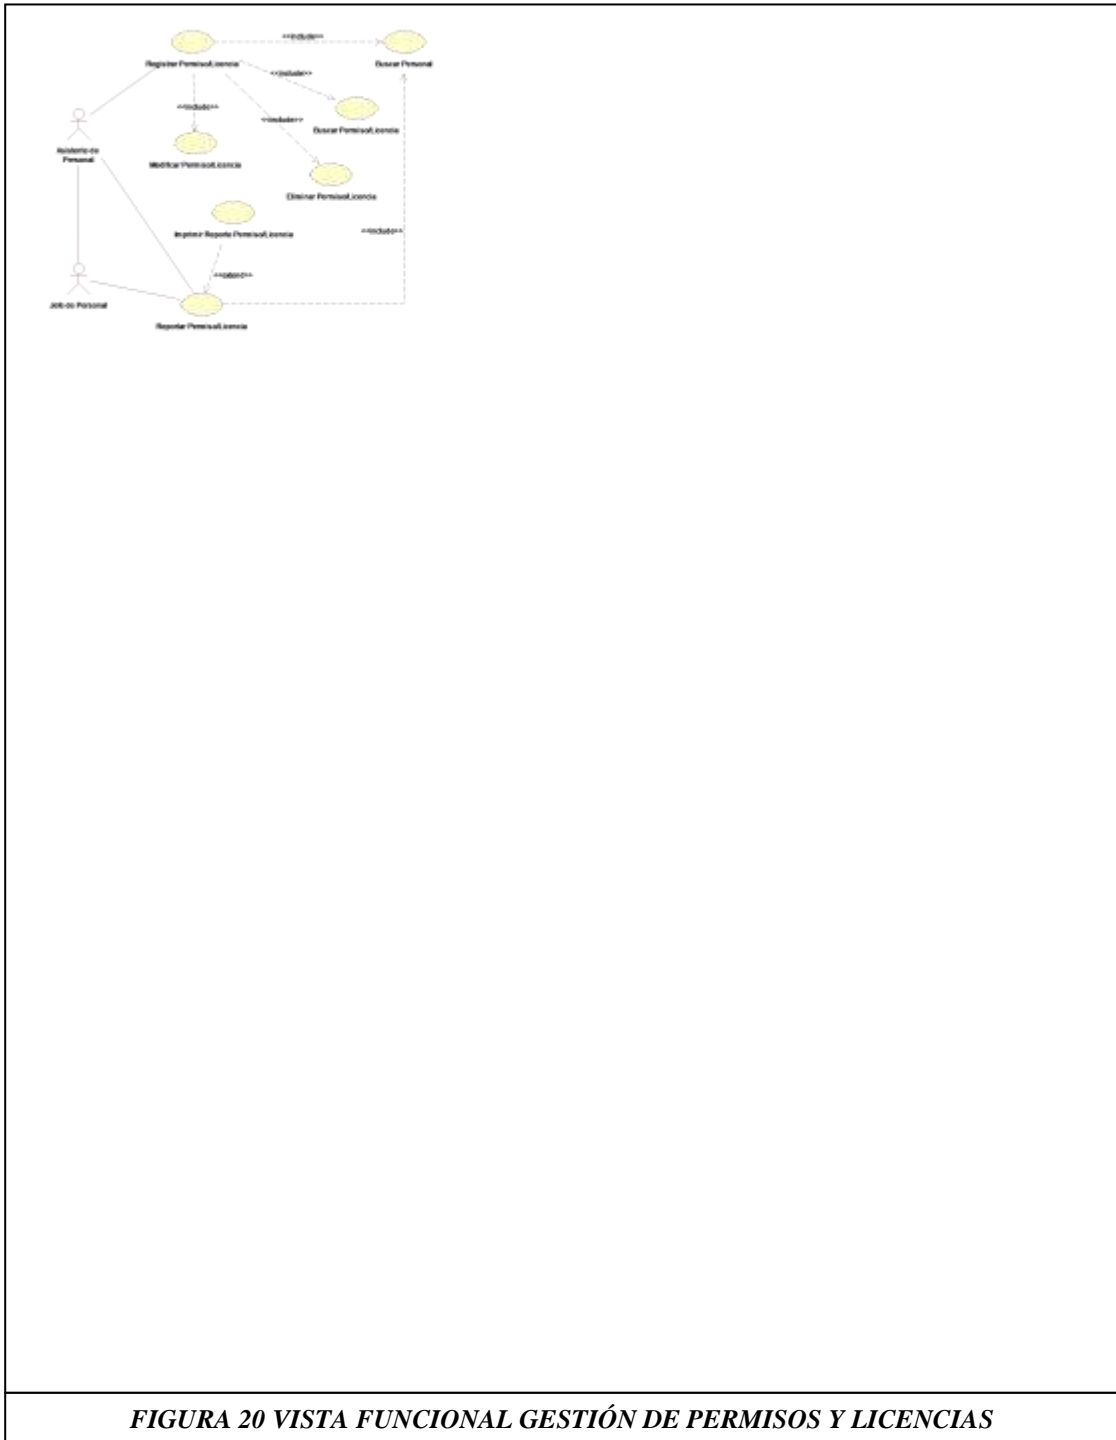 <<include>>
Registrar Permiso/Licencia
Buscar Personal
<<include>>
<<include>>
<<include>>
Buscar Permiso/Licencia
Asistente de
Personal
Modificar Permiso/Licencia
Eliminar Permiso/Licencia
Imprimir Reporte Permiso/Licencia
<<include>>
<<extend>>
Jefe de Personal
Reportar Permiso/Licencia
FIGURA 20 VISTA FUNCIONAL GESTIÓN DE PERMISOS Y LICENCIAS